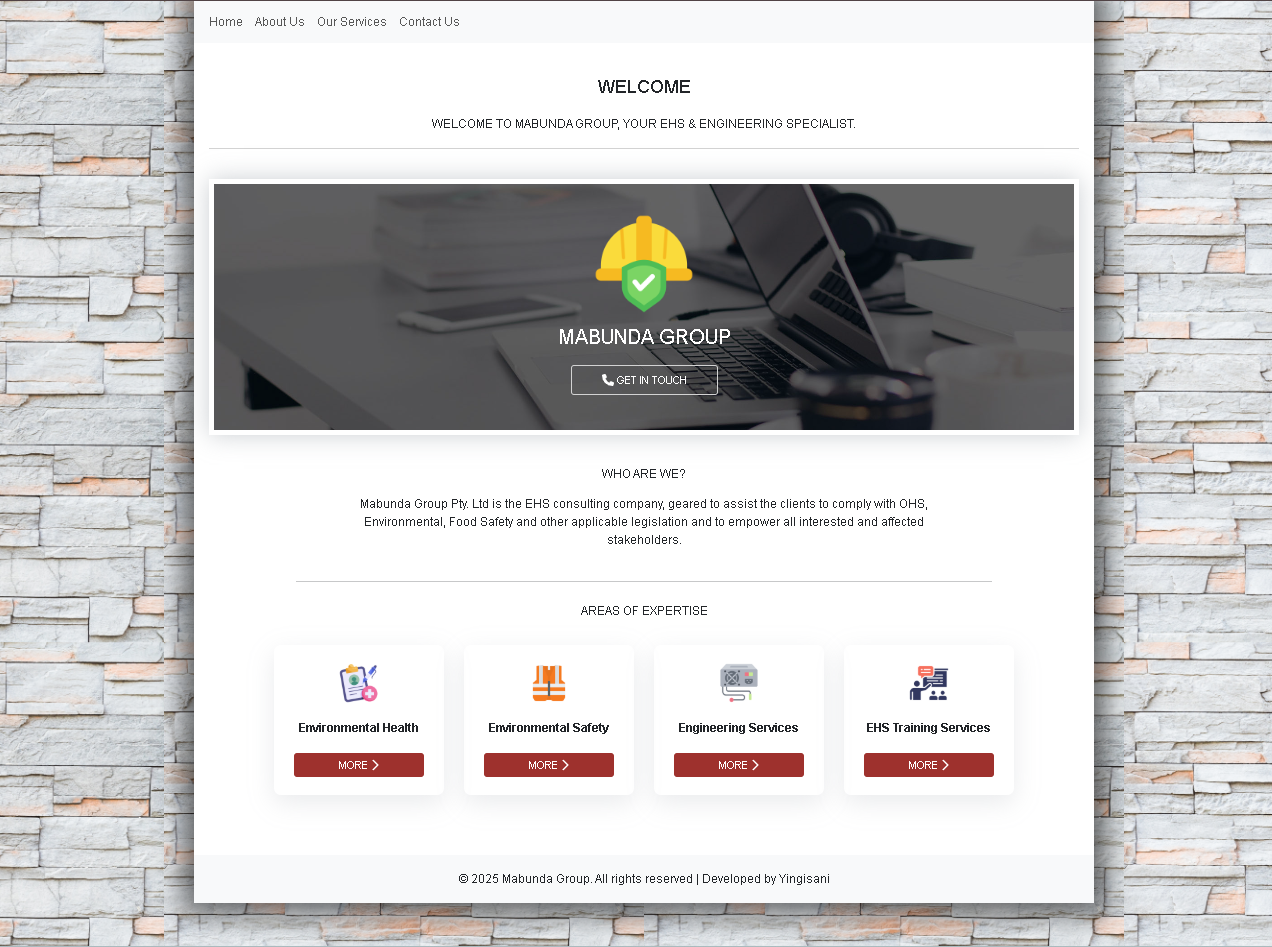 Home About Us Our Services Contact Us
WELCOME
WELCOME TO MABUNDA GROUP, YOUR EHS & ENGINEERING SPECIALIST.
MABUNDA GROUP
GET IN TOUCH
WHO ARE WE?
Mabunda Group Pty. Ltd is the EHS consulting company, geared to assist the clients to comply with OHS,
Environmental, Food Safety and other applicable legislation and to empower all interested and affected
stakeholders.
AREAS OF EXPERTISE
Environmental Health Environmental Safety Engineering Services EHS Training Services
MORE MORE MORE MORE
© 2025 Mabunda Group. All rights reserved | Developed by Yingisani